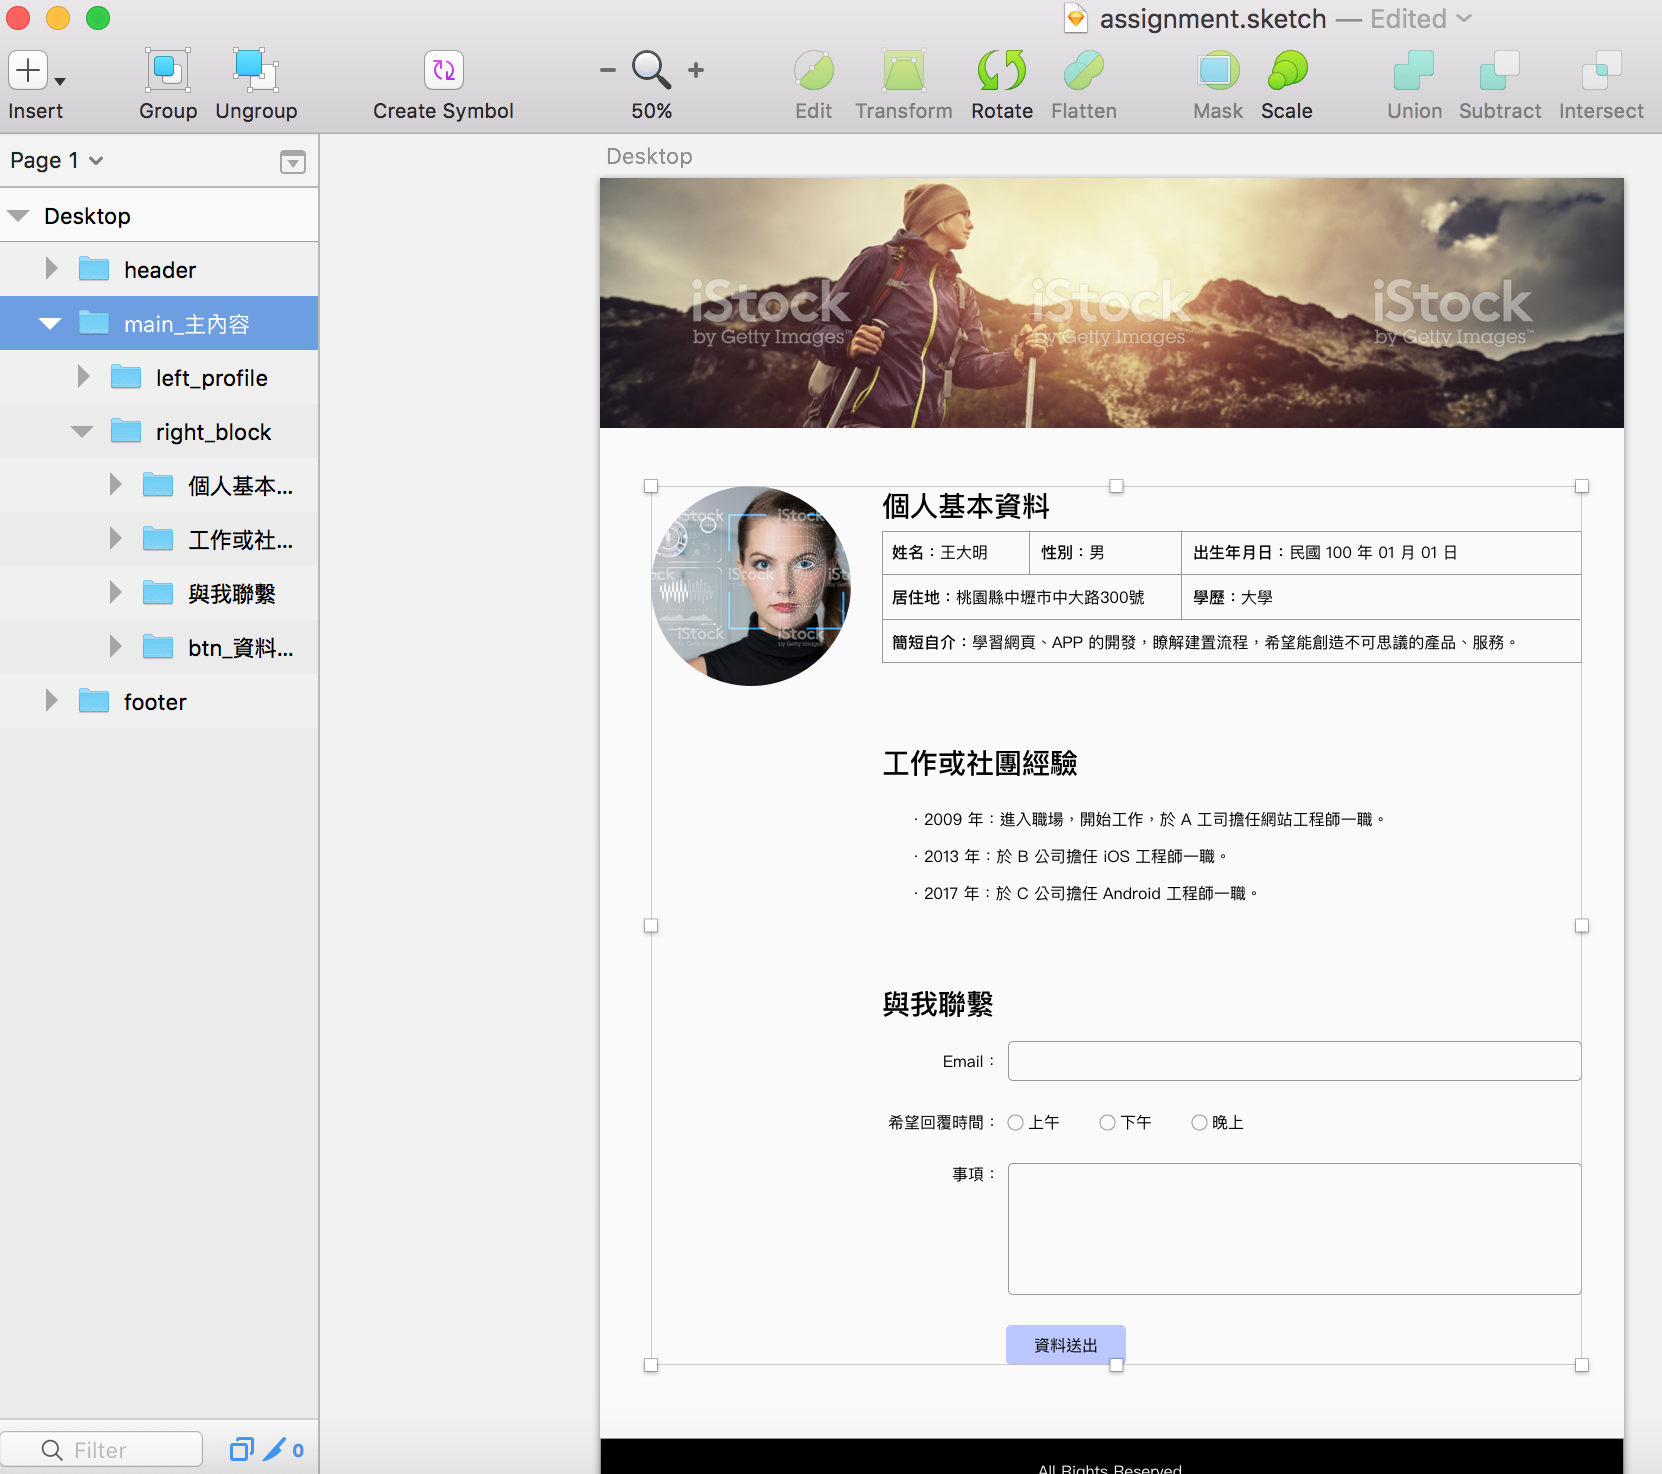 assignment.sketch — Edited
Insert
Group
Ungroup
Create Symbol
50%
Edit
Transform
Rotate
Flatten
Mask
Scale
Union
Subtract
Intersect
Page 1
Desktop
header
main_主內容
left_profile
right_block
個人基本...
工作或社...
與我聯繫
btn_資料...
footer
Filter
0
Desktop
iStock
by Getty Images™
iStock
by Getty Images™
iStock
by Getty Images™
iStock
iStock
iStock
iStock
iStock
個人基本資料
姓名：王大明
性別：男
出生年月日：民國 100 年 01 月 01 日
居住地：桃園縣中壢市中大路300號
學歷：大學
簡短自介：學習網頁、APP 的開發，瞭解建置流程，希望能創造不可思議的產品、服務。
工作或社團經驗
· 2009 年：進入職場，開始工作，於 A 工司擔任網站工程師一職。
· 2013 年：於 B 公司擔任 iOS 工程師一職。
· 2017 年：於 C 公司擔任 Android 工程師一職。
與我聯繫
Email：
希望回覆時間：
上午
下午
晚上
事項：
資料送出
All Rights Reserved